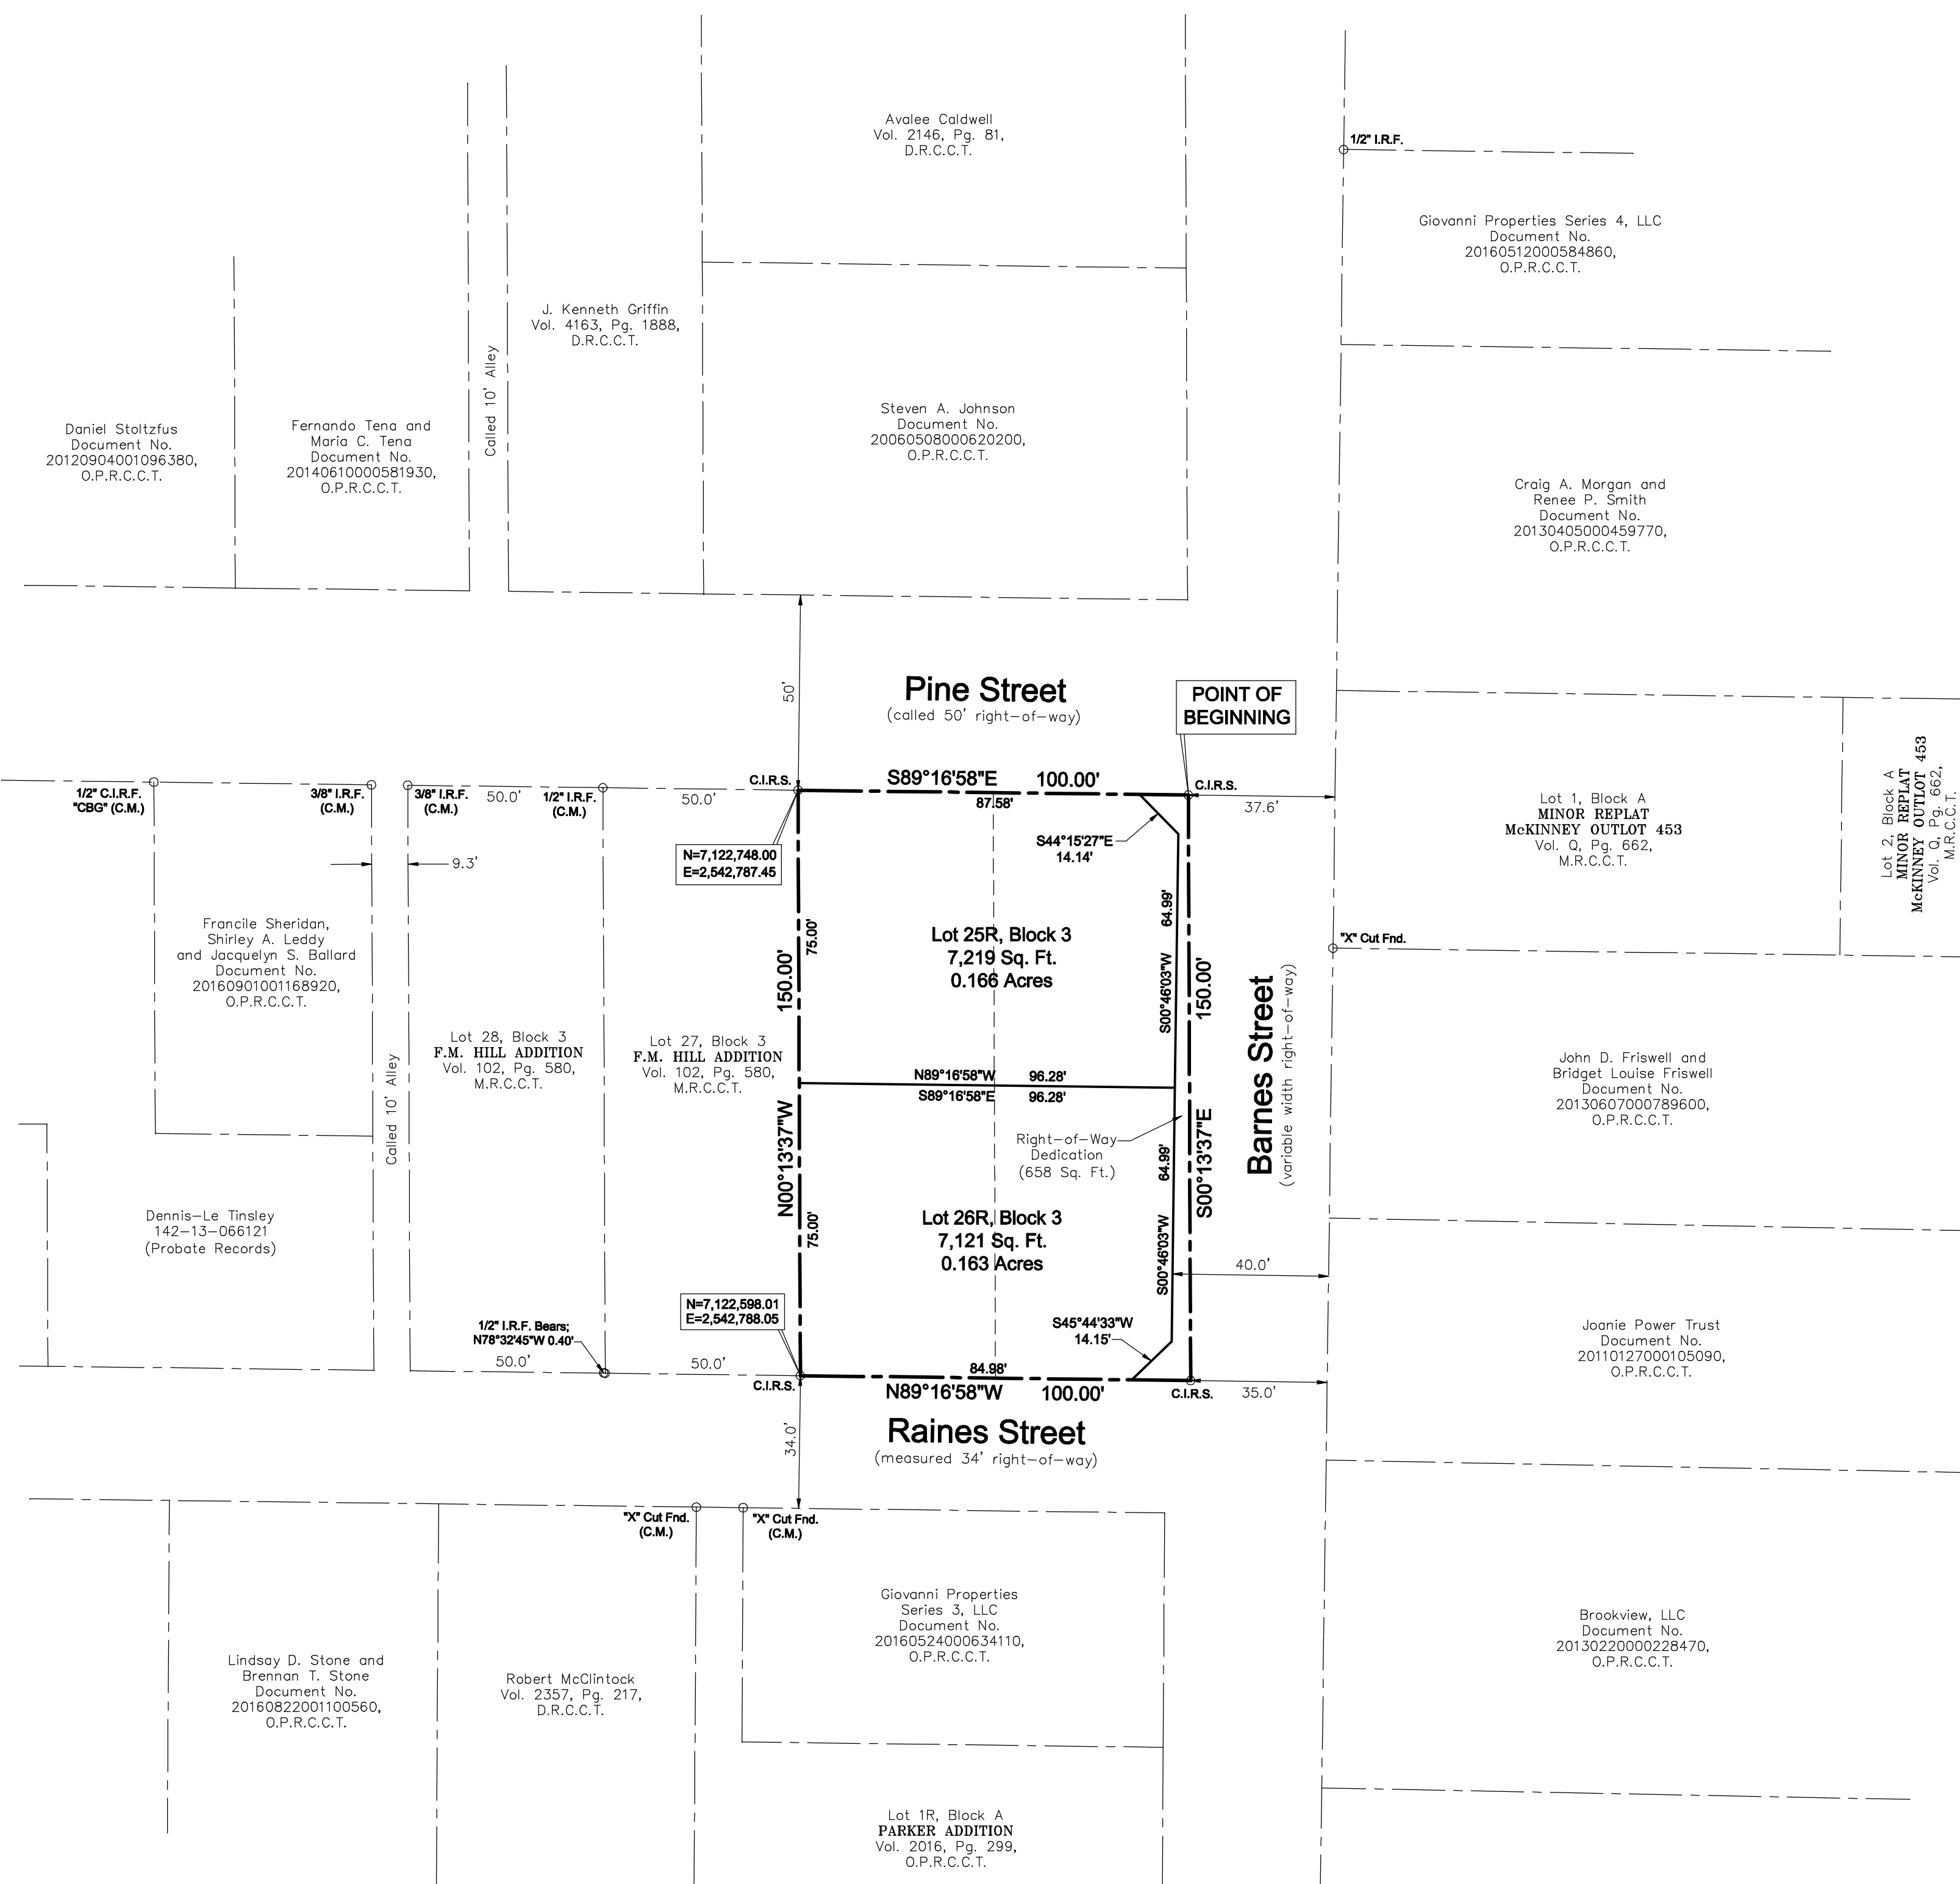 Avalee Caldwell
Vol. 2146, Pg. 81,
D.R.C.C.T.
1/2" I.R.F.
Giovanni Properties Series 4, LLC
Document No.
20160512000584860,
O.P.R.C.C.T.
J. Kenneth Griffin
Vol. 4163, Pg. 1888,
D.R.C.C.T.
Called 10' Alley
Daniel Stoltzfus
Document No.
20120904001096380,
O.P.R.C.C.T.
Fernando Tena and
Maria C. Tena
Document No.
20140610000581930,
O.P.R.C.C.T.
Steven A. Johnson
Document No.
20060508000620200,
O.P.R.C.C.T.
Craig A. Morgan and
Renee P. Smith
Document No.
20130405000459770,
O.P.R.C.C.T.
50'
Pine Street
(called 50' right-of-way)
POINT OF
BEGINNING
1/2" C.I.R.F.
"CBG" (C.M.)
3/8" I.R.F.
(C.M.)
3/8" I.R.F.
(C.M.)
50.0'
1/2" I.R.F.
(C.M.)
50.0'
C.I.R.S.
S89°16'58"E 100.00'
87.58'
C.I.R.S.
37.6'
Lot 1, Block A
MINOR REPLAT
McKINNEY OUTLOT 453
Vol. Q, Pg. 662,
M.R.C.C.T.
Lot 2, Block A
MINOR REPLAT
McKINNEY OUTLOT 453
Vol. Q, Pg. 662,
M.R.C.C.T.
N=7,122,748.00
E=2,542,787.45
S44°15'27"E
14.14'
9.3'
Francile Sheridan,
Shirley A. Leddy
and Jacquelyn S. Ballard
Document No.
20160901001168920,
O.P.R.C.C.T.
75.00'
150.00'
Lot 25R, Block 3
7,219 Sq. Ft.
0.166 Acres
64.99'
S00°46'03"W
150.00'
"X" Cut Fnd.
Barnes Street
(variable width right-of-way)
Called 10' Alley
Lot 28, Block 3
F.M. HILL ADDITION
Vol. 102, Pg. 580,
M.R.C.C.T.
Lot 27, Block 3
F.M. HILL ADDITION
Vol. 102, Pg. 580,
M.R.C.C.T.
N89°16'58"W 96.28'
S89°16'58"E 96.28'
John D. Friswell and
Bridget Louise Friswell
Document No.
20130607000789600,
O.P.R.C.C.T.
N00°13'37"W
Right-of-Way
Dedication
(658 Sq. Ft.)
64.99'
S00°13'37"E
Dennis-Le Tinsley
142-13-066121
(Probate Records)
75.00'
Lot 26R, Block 3
7,121 Sq. Ft.
0.163 Acres
S00°46'03"W
40.0'
N=7,122,598.01
E=2,542,788.05
1/2" I.R.F. Bears;
N78°32'45"W 0.40'
S45°44'33"W
14.15'
Joanie Power Trust
Document No.
20110127000105090,
O.P.R.C.C.T.
50.0'
50.0'
C.I.R.S.
84.98'
N89°16'58"W 100.00'
C.I.R.S.
35.0'
34.0'
Raines Street
(measured 34' right-of-way)
"X" Cut Fnd.
(C.M.)
"X" Cut Fnd.
(C.M.)
Giovanni Properties
Series 3, LLC
Document No.
20160524000634110,
O.P.R.C.C.T.
Brookview, LLC
Document No.
20130220000228470,
O.P.R.C.C.T.
Lindsay D. Stone and
Brennan T. Stone
Document No.
20160822001100560,
O.P.R.C.C.T.
Robert McClintock
Vol. 2357, Pg. 217,
D.R.C.C.T.
Lot 1R, Block A
PARKER ADDITION
Vol. 2016, Pg. 299,
O.P.R.C.C.T.